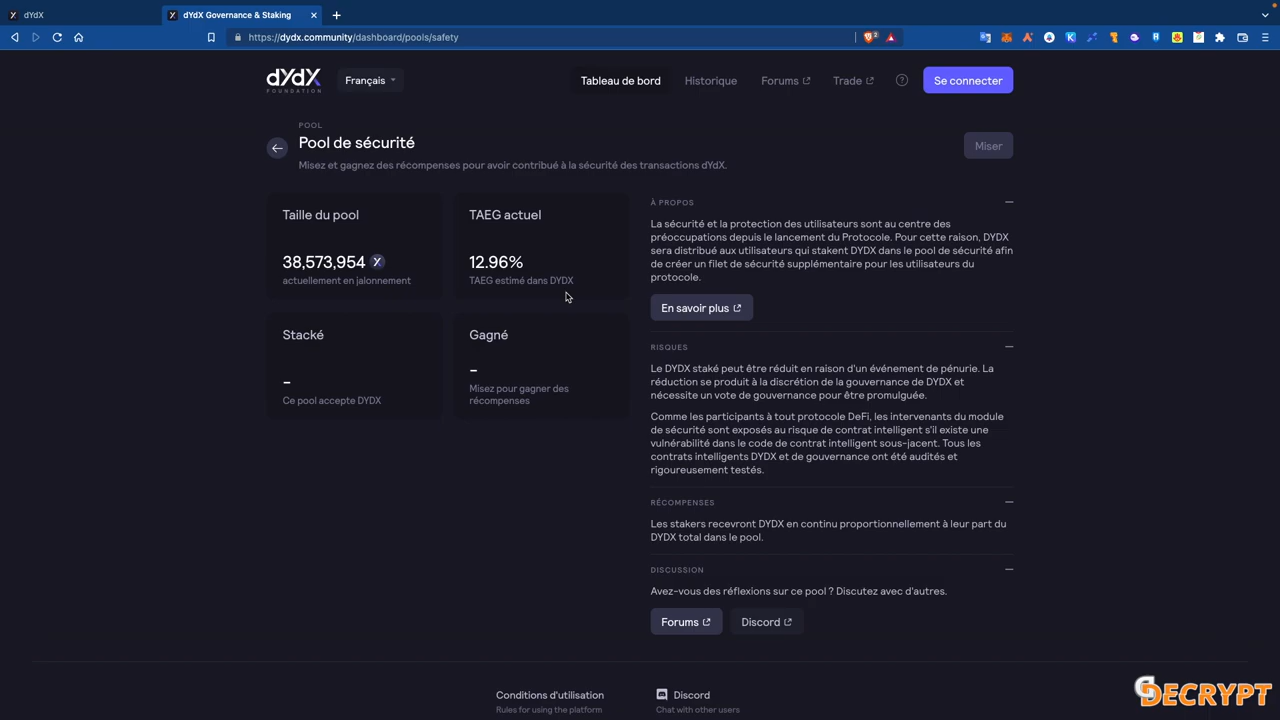 dYdX
dYdX Governance & Staking
https://dydx.community/dashboard/pools/safety
2
dYdX
FOUNDATION
Français
Tableau de bord
Historique
Forums
Trade
Se connecter
POOL
Pool de sécurité
Misez et gagnez des récompenses pour avoir contribué à la sécurité des transactions dYdX.
Miser
Taille du pool
38,573,954
actuellement en jalonnement
TAEG actuel
12.96%
TAEG estimé dans DYDX
Stacké
-
Ce pool accepte DYDX
Gagné
-
Misez pour gagner des
récompenses
À PROPOS
La sécurité et la protection des utilisateurs sont au centre des
préoccupations depuis le lancement du Protocole. Pour cette raison, DYDX
sera distribué aux utilisateurs qui stakent DYDX dans le pool de sécurité afin
de créer un filet de sécurité supplémentaire pour les utilisateurs du
protocole.
En savoir plus
RISQUES
Le DYDX staké peut être réduit en raison d'un événement de pénurie. La
réduction se produit à la discrétion de la gouvernance de DYDX et
nécessite un vote de gouvernance pour être promulguée.
Comme les participants à tout protocole DeFi, les intervenants du module
de sécurité sont exposés au risque de contrat intelligent s'il existe une
vulnérabilité dans le code de contrat intelligent sous-jacent. Tous les
contrats intelligents DYDX et de gouvernance ont été audités et
rigoureusement testés.
RÉCOMPENSES
Les stakers recevront DYDX en continu proportionnellement à leur part du
DYDX total dans le pool.
DISCUSSION
Avez-vous des réflexions sur ce pool ? Discutez avec d'autres.
Forums
Discord
Conditions d'utilisation
Rules for using the platform
Discord
Chat with other users
DECRYPT